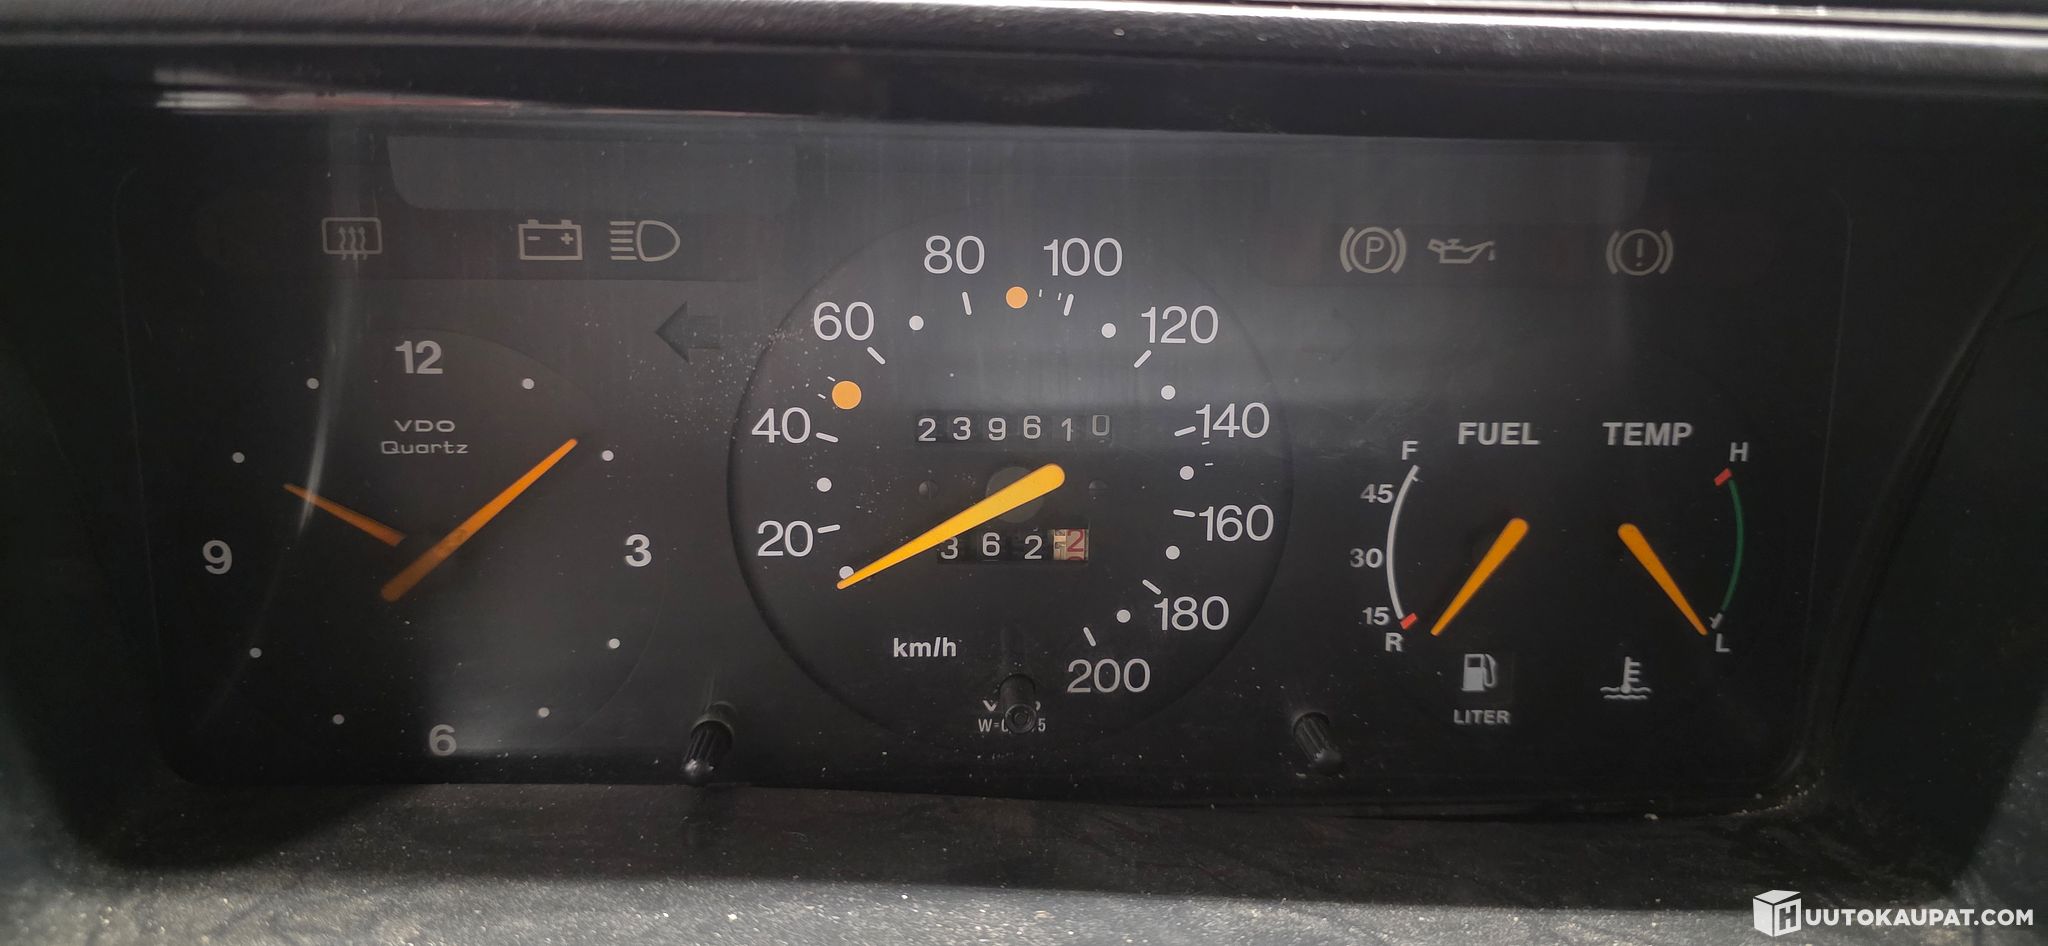 12
VDO
Quartz
9
3
6
20
40
60
80
100
120
140
160
180
200
239610
3622
km/h
FUEL
F
45
30
15
R
LITER
TEMP
H
L
P
HUUTOKAUPAT.COM